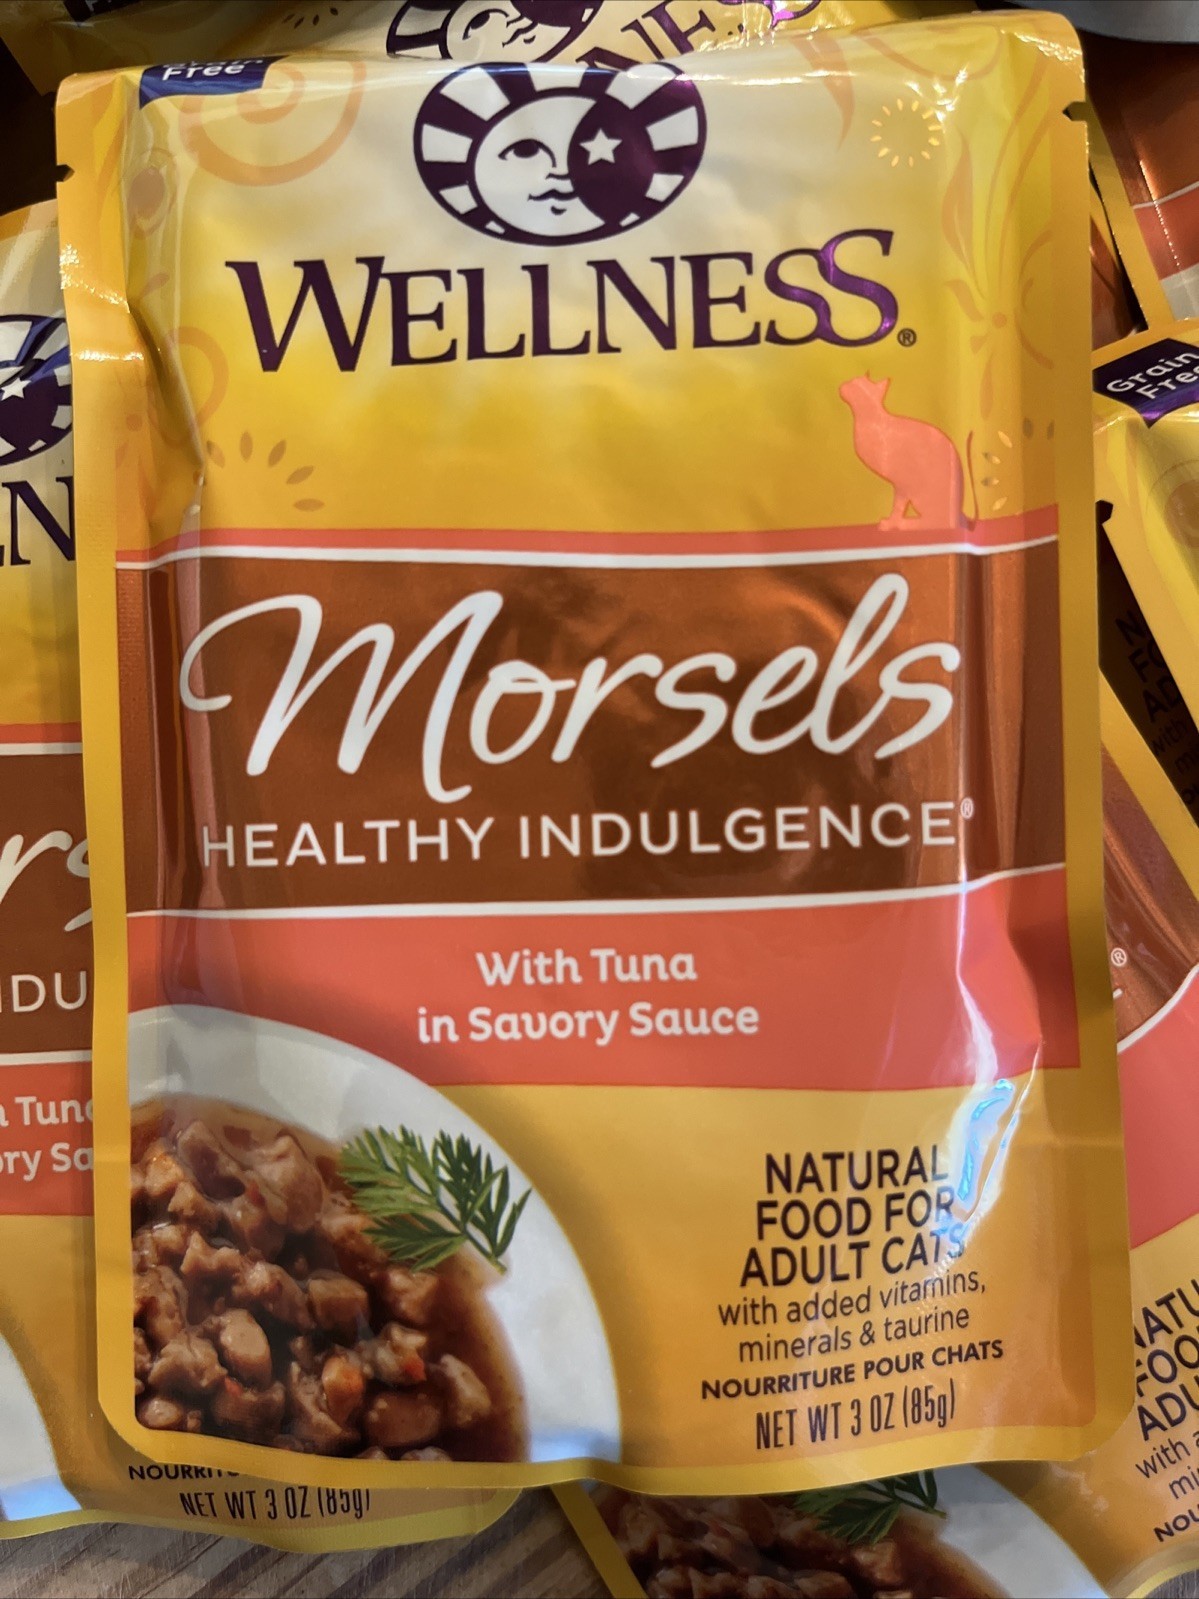 Free
WELLNESS®
Morsels
HEALTHY INDULGENCE®
With Tuna
in Savory Sauce
NATURAL
FOOD FOR
ADULT CATS
with added vitamins,
minerals & taurine
NOURRITURE POUR CHATS
NET WT 3 OZ (85g)
NET WT 3 OZ (85g)
Grain
Free